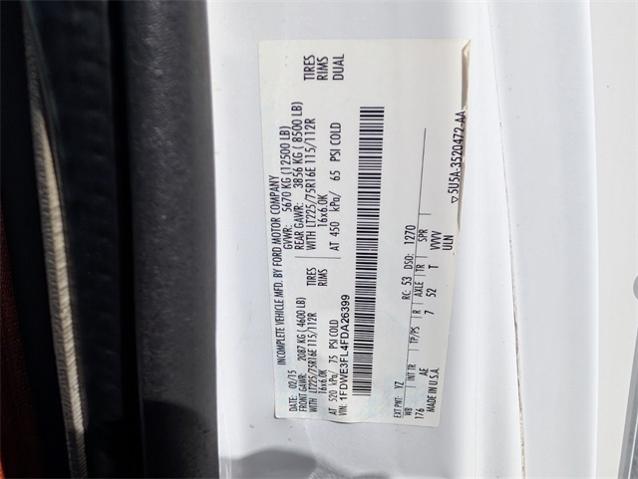 INCOMPLETE VEHICLE MFD. BY FORD MOTOR COMPANY
DATE: 02/15 GVWR: 5670 KG (12500 LB)
FRONT GAWR: 2087 KG (4600 LB) REAR GAWR: 3856 KG ( 8500 LB)
WITH LT225/75R16E 115/112R TIRES WITH LT225/75R16E 115/112R TIRES
16x6.0K RIMS 16x6.0K RIMS
AT 520 kPa/ 75 PSI COLD AT 450 kPa/ 65 PSI COLD DUAL
VIN: 1FDWE3FL4FDA26399
EXT PNT: YZ RC: 53 DSO: 1270
WB INT TR TP/PS R AXLE TR SPR
176 AE 7 52 T VVVV
MADE IN U.S.A. ULN
▽5U5A-3520472-AA